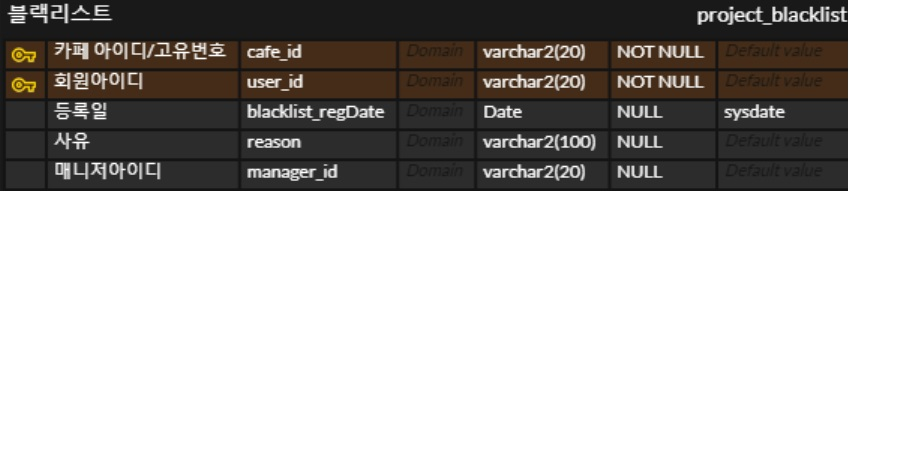 블랙리스트 project_blacklist
카페 아이디/고유번호 cafe_id Domain varchar2(20) NOT NULL Default value
회원아이디 user_id Domain varchar2(20) NOT NULL Default value
등록일 blacklist_regDate Domain Date NULL sysdate
사유 reason Domain varchar2(100) NULL Default value
매니저아이디 manager_id Domain varchar2(20) NULL Default value